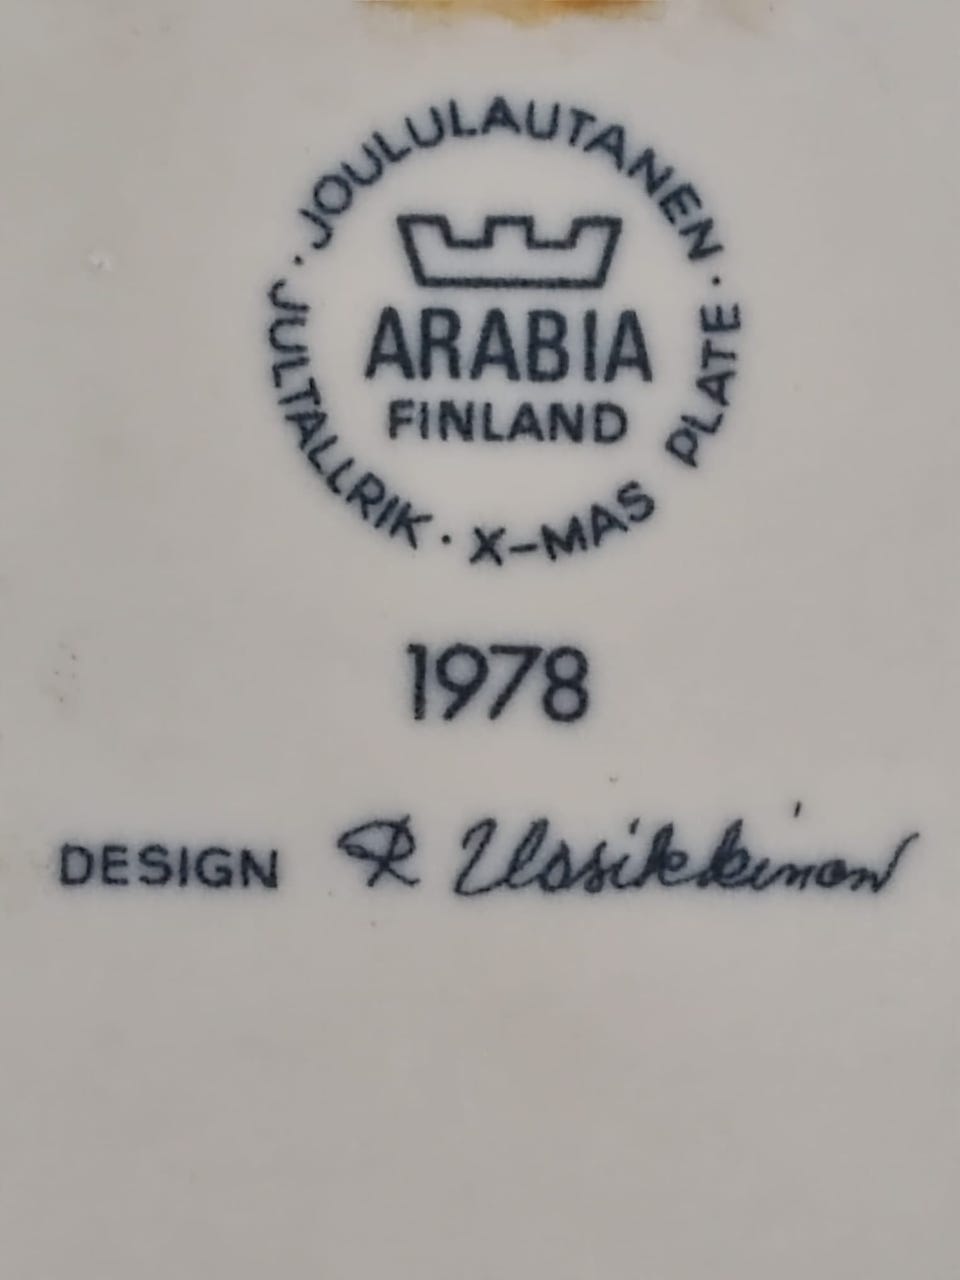 · JOULULAUTANEN · JULTALLRIK · X-MAS PLATE
ARABIA
FINLAND
1978
DESIGN R Uosikkinen